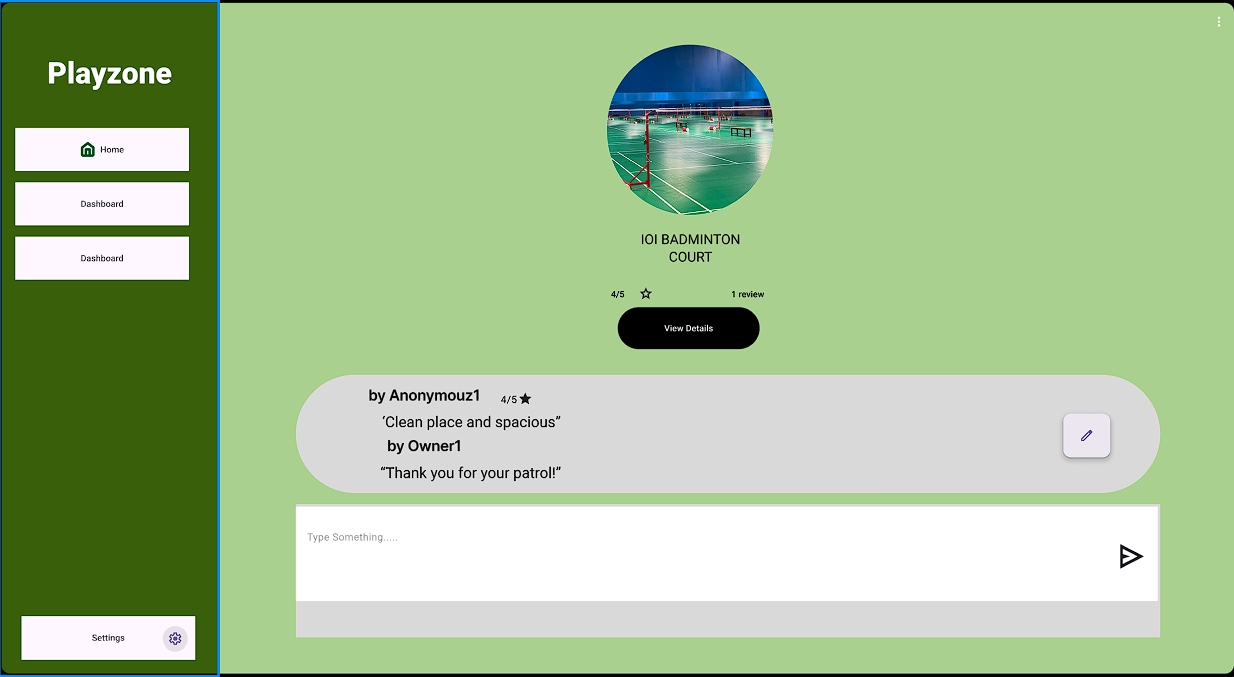 Playzone
Home
Dashboard
Dashboard
Settings
IOI BADMINTON
COURT
4/5
1 review
View Details
by Anonymouz1 4/5
‘Clean place and spacious”
by Owner1
“Thank you for your patrol!”
Type Something.....